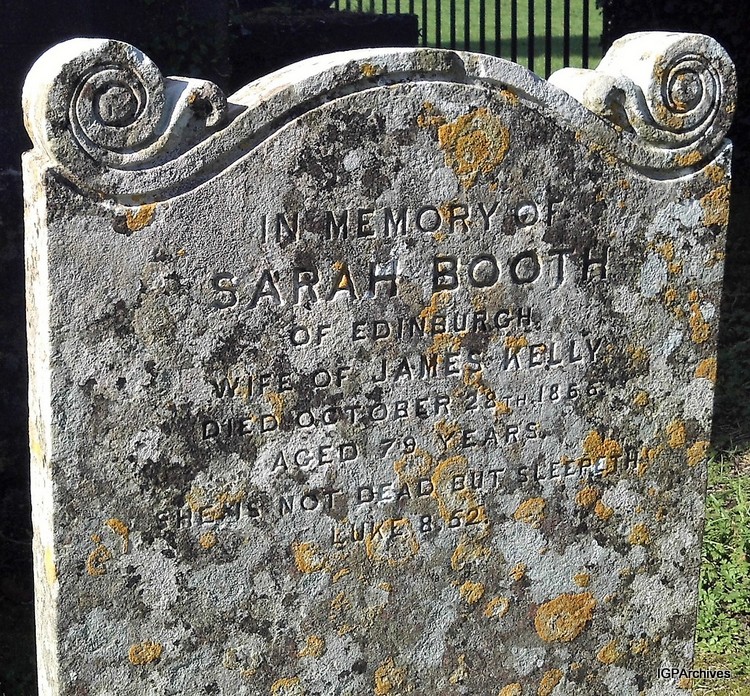 IN MEMORY OF
SARAH BOOTH
OF EDINBURGH.
WIFE OF JAMES KELLY
DIED OCTOBER 28TH 1866
AGED 79 YEARS.
SHE IS NOT DEAD BUT SLEEPETH.
LUKE. 8. 52.
IGPArchives